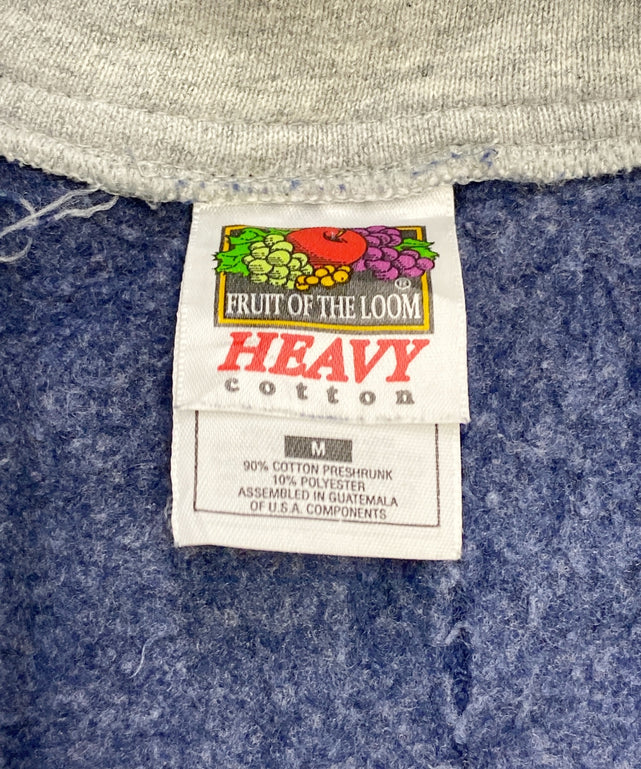 ®
FRUIT OF THE LOOM
HEAVY
cotton
M
90% COTTON PRESHRUNK
10% POLYESTER
ASSEMBLED IN GUATEMALA
OF U.S.A. COMPONENTS